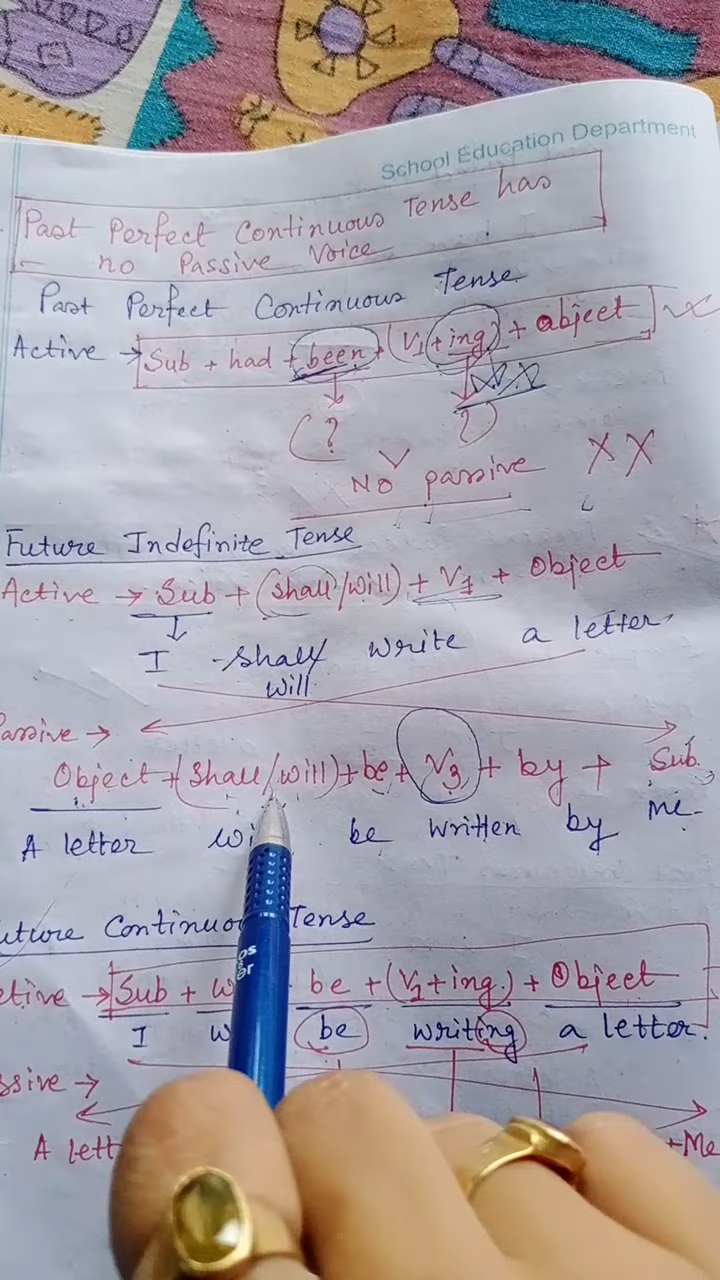 School Education Department
Past Perfect Continuous Tense has
no Passive Voice
Past Perfect Continuous Tense
Active → Sub + had + been + (V1 + ing) + object
(? ?)
No passive XX
Future Indefinite Tense
Active → Sub + (shall/will) + V1 + Object
I shall write a letter
will
→
Object + (shall/will) + be + V3 + by + Sub
A letter be written by me.
Tense
Sub + be + (V1 + ing) + Object
I be writing a letter.
→
A + Me